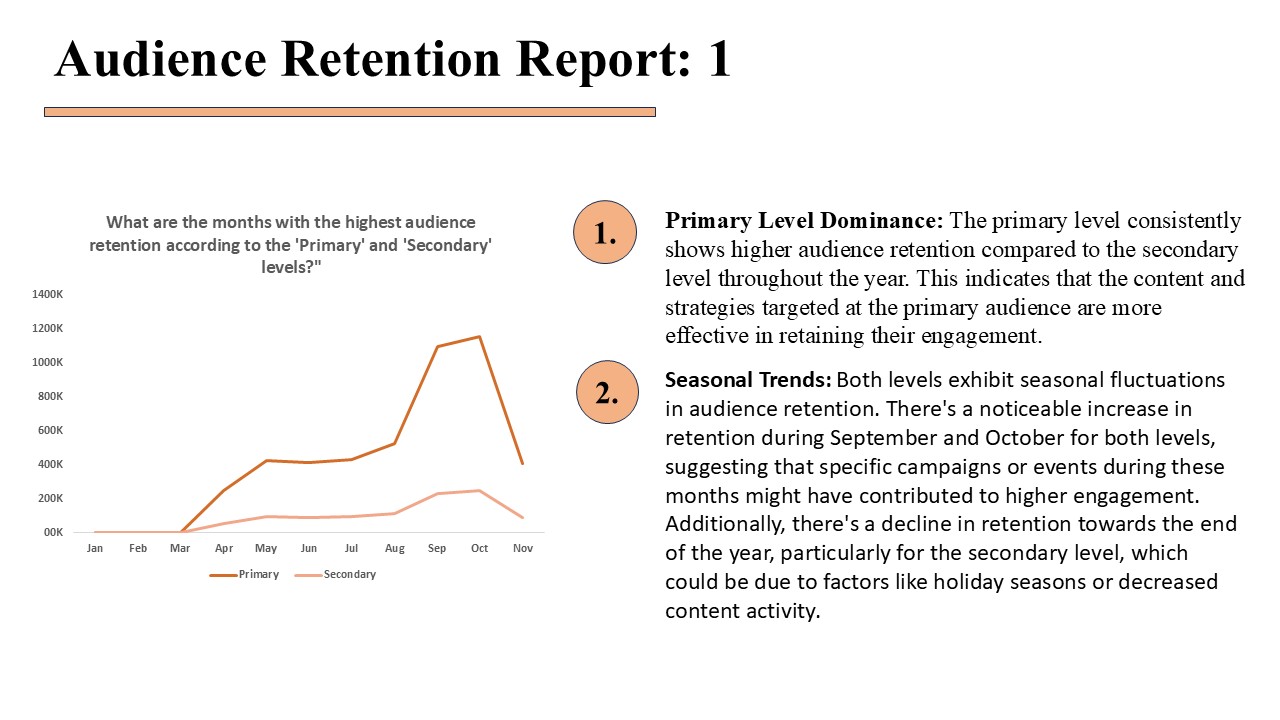 Audience Retention Report: 1
What are the months with the highest audience
retention according to the 'Primary' and 'Secondary'
levels?"
1400K
1200K
1000K
800K
600K
400K
200K
00K
Jan Feb Mar Apr May Jun Jul Aug Sep Oct Nov
Primary Secondary
1.
Primary Level Dominance: The primary level consistently
shows higher audience retention compared to the secondary
level throughout the year. This indicates that the content and
strategies targeted at the primary audience are more
effective in retaining their engagement.
2.
Seasonal Trends: Both levels exhibit seasonal fluctuations
in audience retention. There's a noticeable increase in
retention during September and October for both levels,
suggesting that specific campaigns or events during these
months might have contributed to higher engagement.
Additionally, there's a decline in retention towards the end
of the year, particularly for the secondary level, which
could be due to factors like holiday seasons or decreased
content activity.